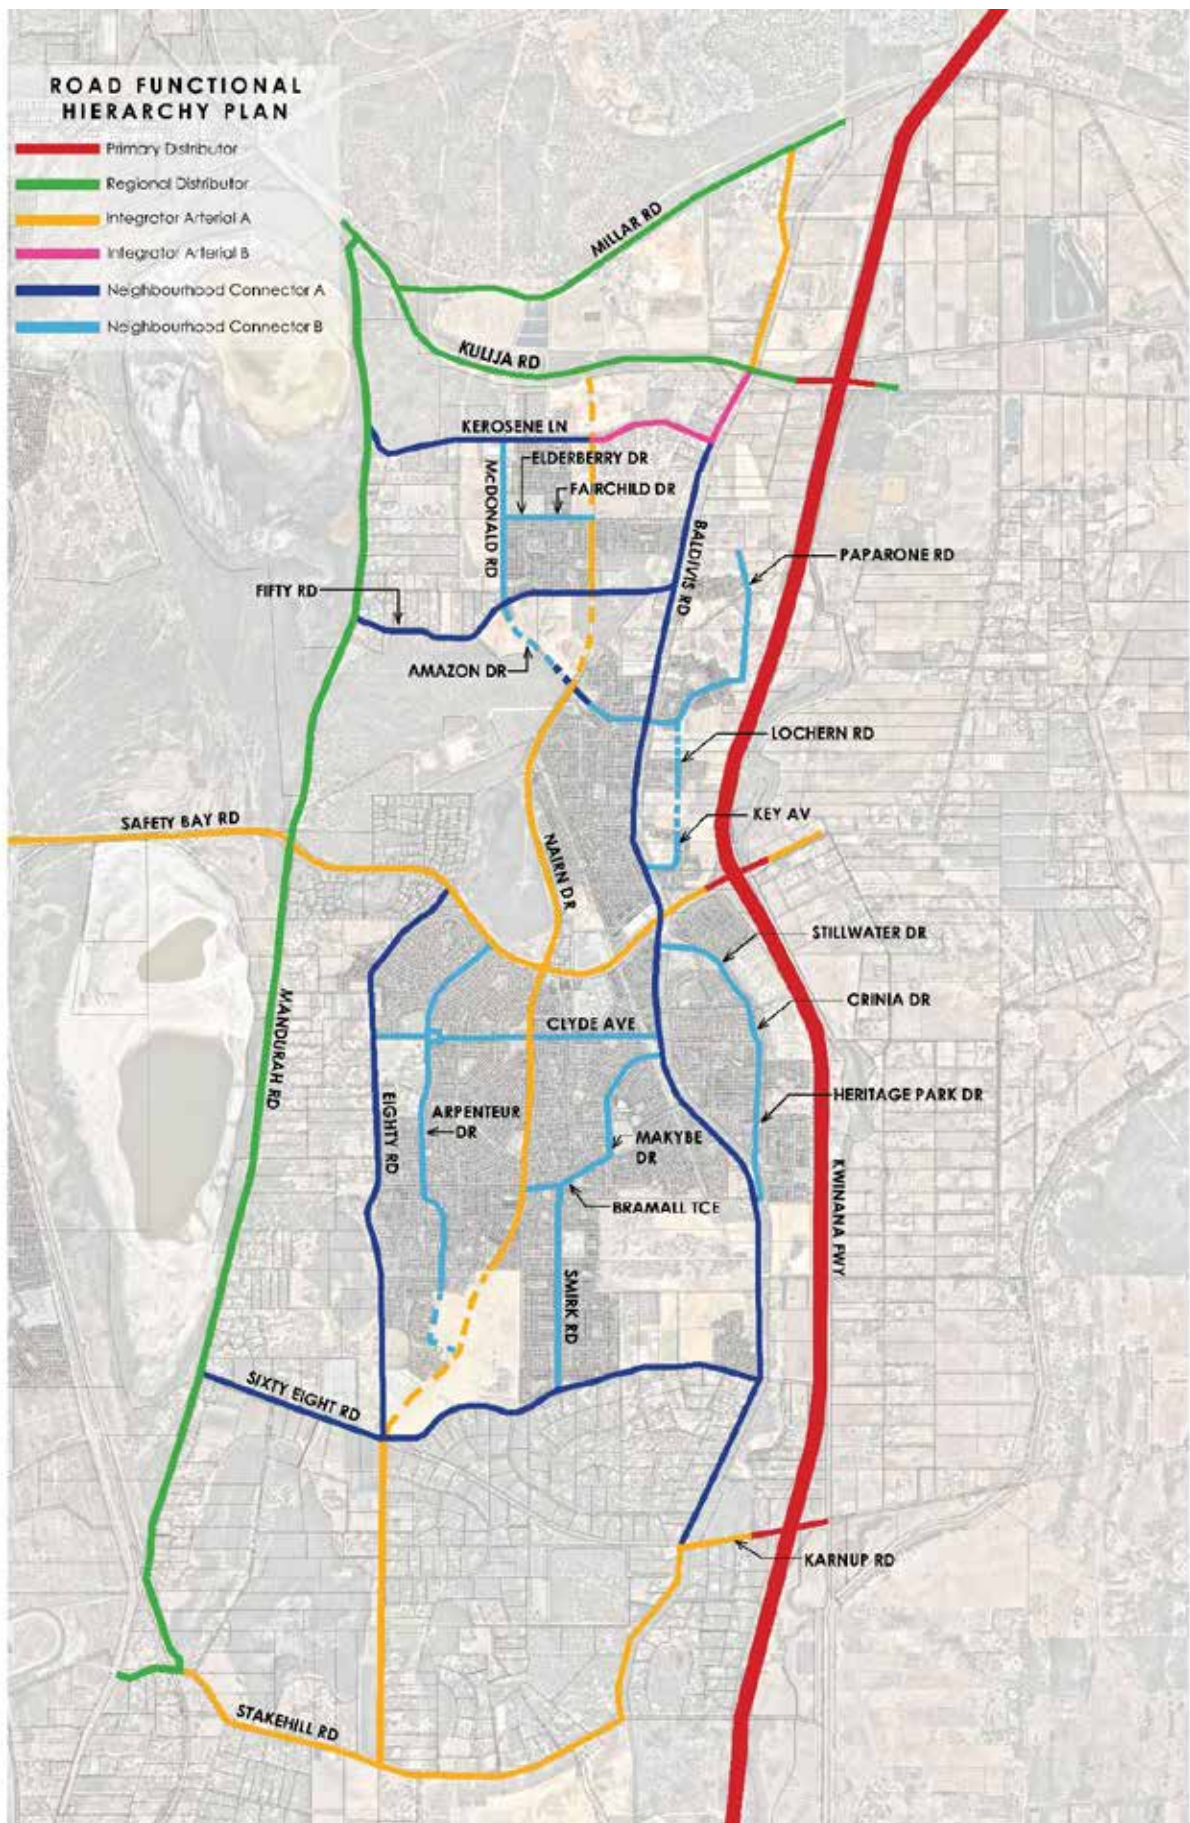 ROAD FUNCTIONAL
HIERARCHY PLAN
Primary Distributor
Regional Distributor
Integrator Arterial A
Integrator Arterial B
Neighbourhood Connector A
Neighbourhood Connector B
MILLAR RD
KULIJA RD
KEROSENE LN
ELDERBERRY DR
McDONALD RD
FAIRCHILD DR
BALDIVIS RD
PAPARONE RD
FIFTY RD
AMAZON DR
LOCHERN RD
SAFETY BAY RD
KEY AV
NAIRN DR
STILLWATER DR
CRINIA DR
MANDURAH RD
CLYDE AVE
EIGHTY RD
ARPENTEUR
DR
HERITAGE PARK DR
MAKYBE
DR
KWINANA FWY
BRAMALL TCE
SMIRK RD
SIXTY EIGHT RD
KARNUP RD
STAKEHILL RD